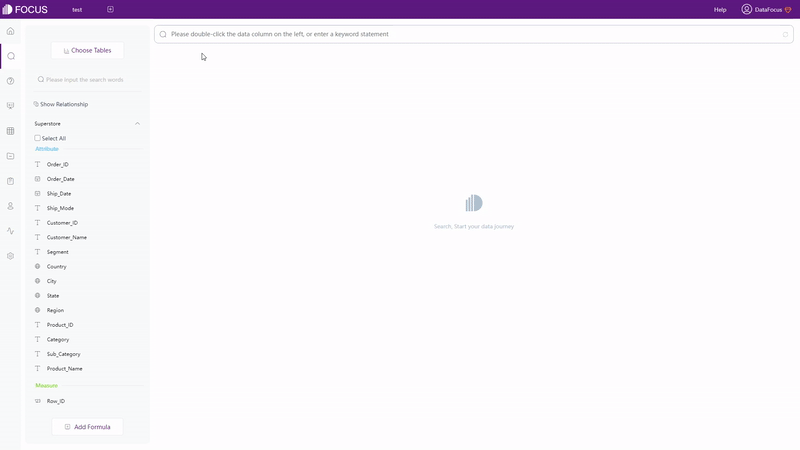 FOCUS
test
Help
DataFocus
Choose Tables
Please input the search words
Show Relationship
Superstore
Select All
Attribute
Order_ID
Order_Date
Ship_Date
Ship_Mode
Customer_ID
Customer_Name
Segment
Country
City
State
Region
Product_ID
Category
Sub_Category
Product_Name
Measure
Row_ID
Add Formula
Please double-click the data column on the left, or enter a keyword statement
Search, Start your data journey